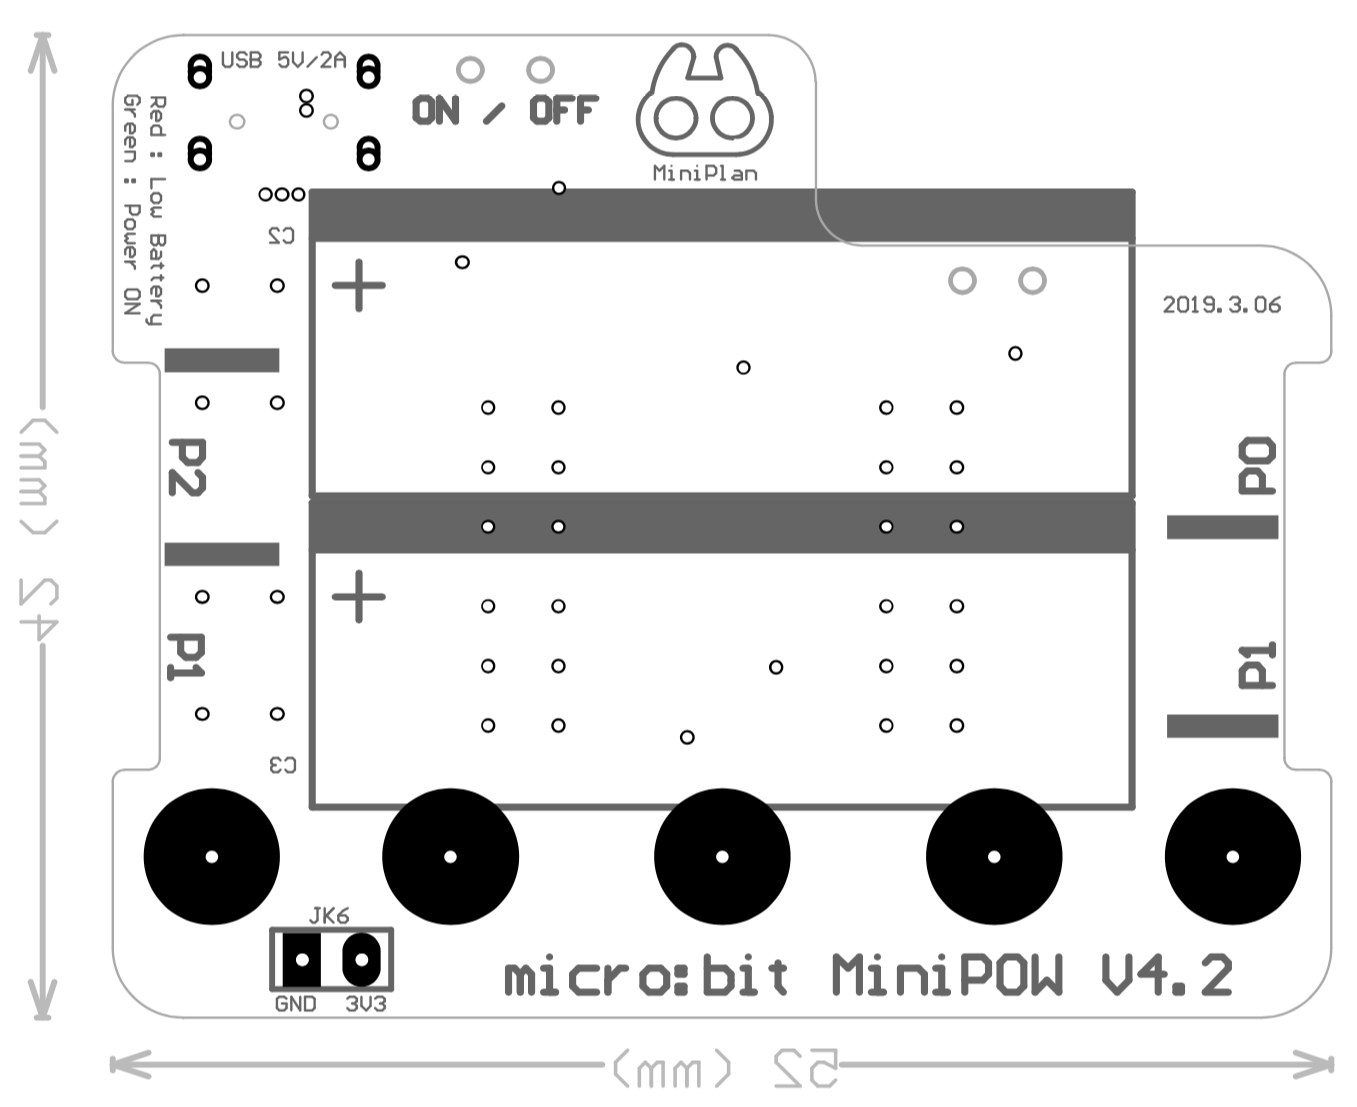 USB 5V/2A
ON / OFF
MiniPlan
Red : Low Battery
Green : Power ON
C2
+
2019.3.06
P2
P0
+
P1
P1
C3
JK6
GND 3V3
micro:bit MiniPOW V4.2
42 (mm)
52 (mm)